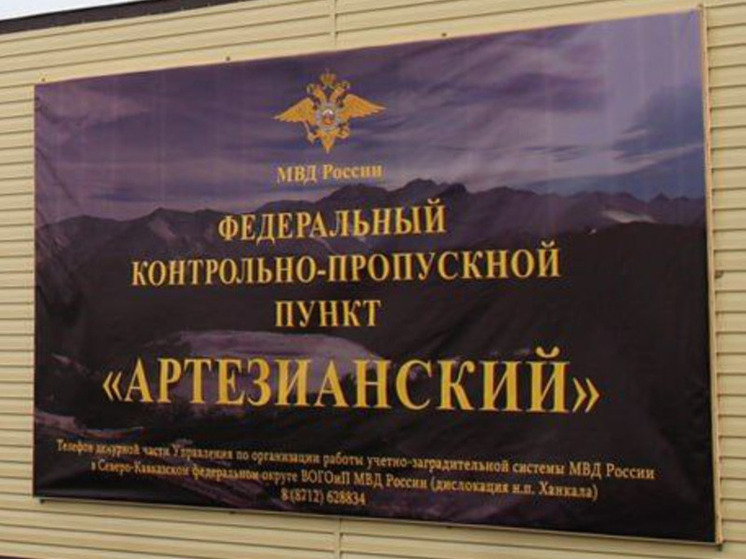 МВД России
ФЕДЕРАЛЬНЫЙ
КОНТРОЛЬНО-ПРОПУСКНОЙ
ПУНКТ
«АРТЕЗИАНСКИЙ»
Телефон дежурной части Управления по организации работы учетно-заградительной системы МВД России
в Северо-Кавказском федеральном округе ВОГОиП МВД России (дислокация н.п. Ханкала)
8(8712) 628834